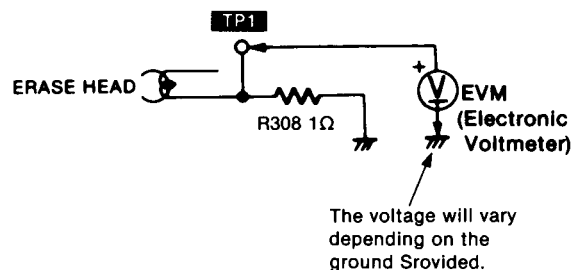 TP1
ERASE HEAD
R308 1Ω
+
V
EVM
(Electronic
Voltmeter)
The voltage will vary
depending on the
ground Srovided.